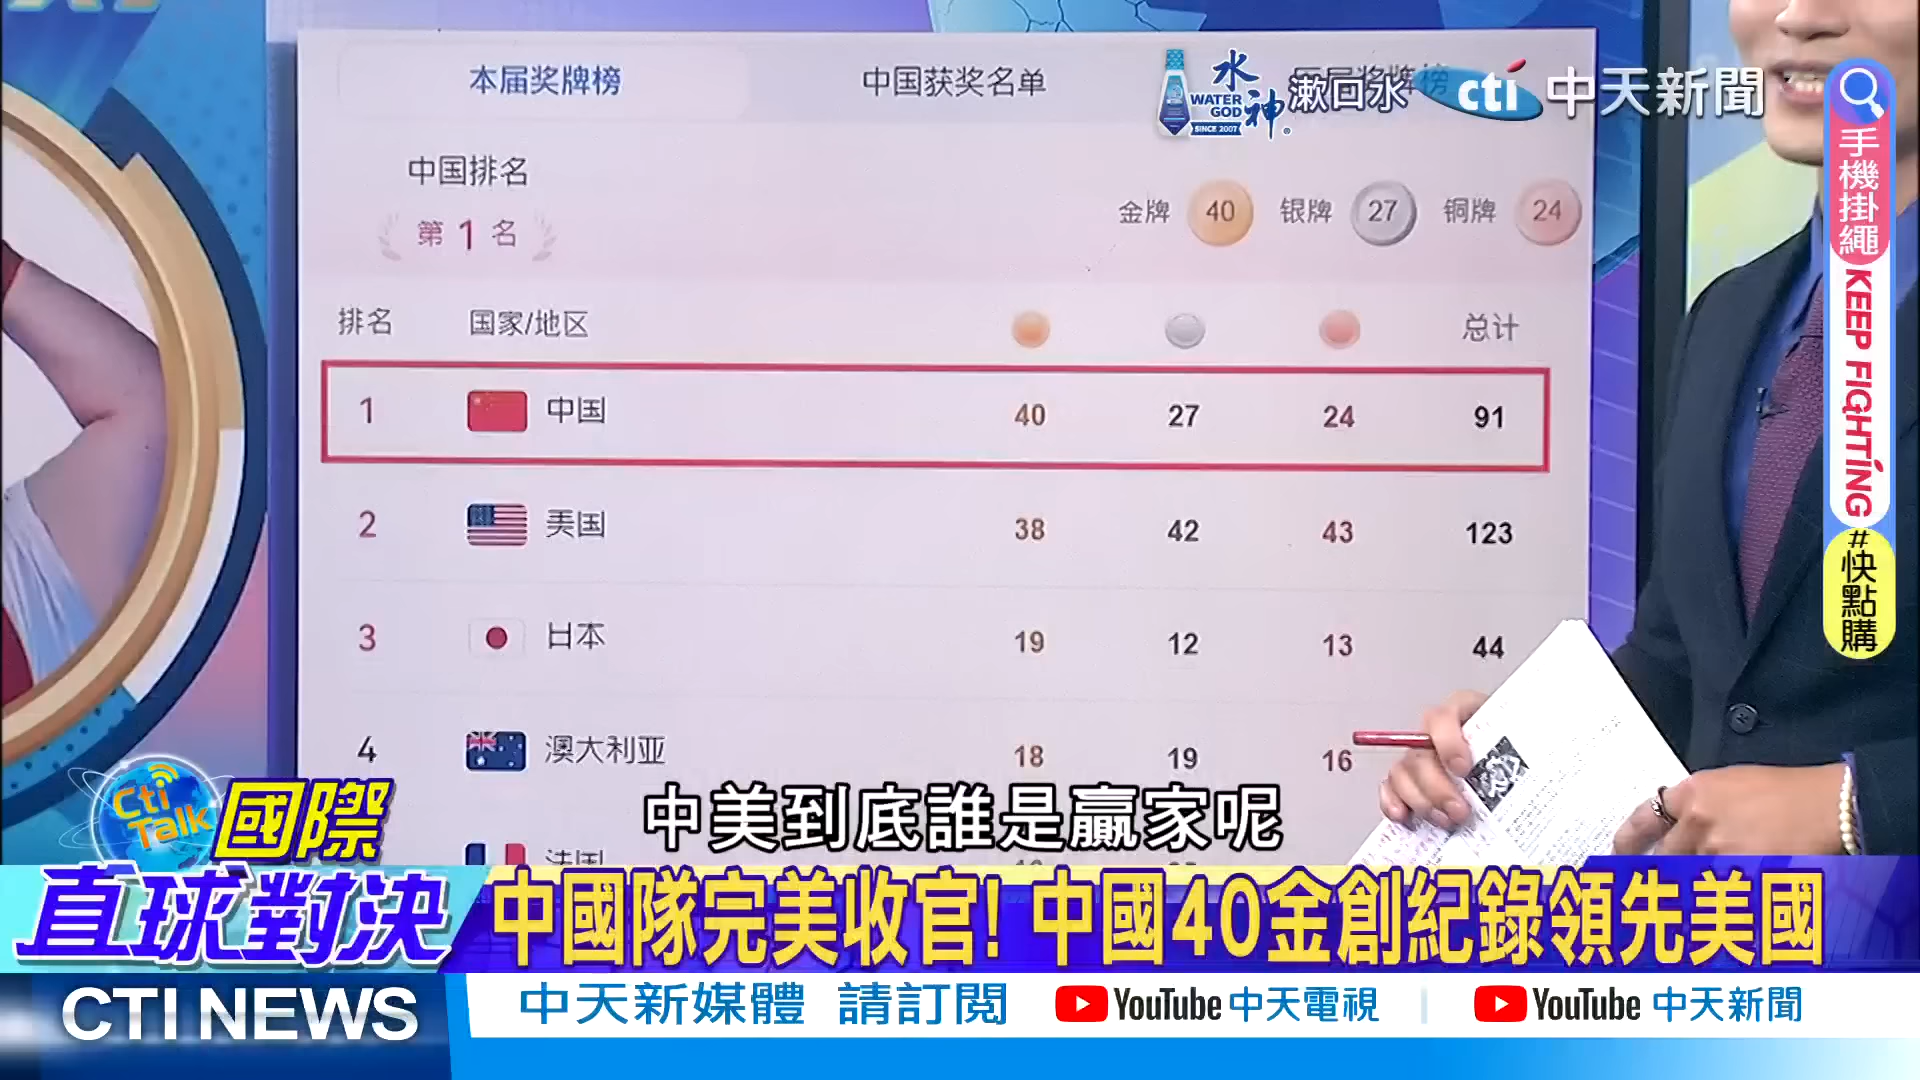 本届奖牌榜
中国获奖名单
水神
WATER GOD
SINCE 2007
漱口水
cti 中天新聞
手機掛繩 KEEP FIGHTING #快點購
中国排名
第 1 名
金牌 40 银牌 27 铜牌 24
排名 国家/地区 总计
1 中国 40 27 24 91
2 美国 38 42 43 123
3 日本 19 12 13 44
4 澳大利亚 18 19 16
法国
中美到底誰是贏家呢
Cti Talk
國際
直球對決
中國隊完美收官! 中國40金創紀錄領先美國
CTI NEWS
中天新媒體 請訂閱 YouTube 中天電視 | YouTube 中天新聞